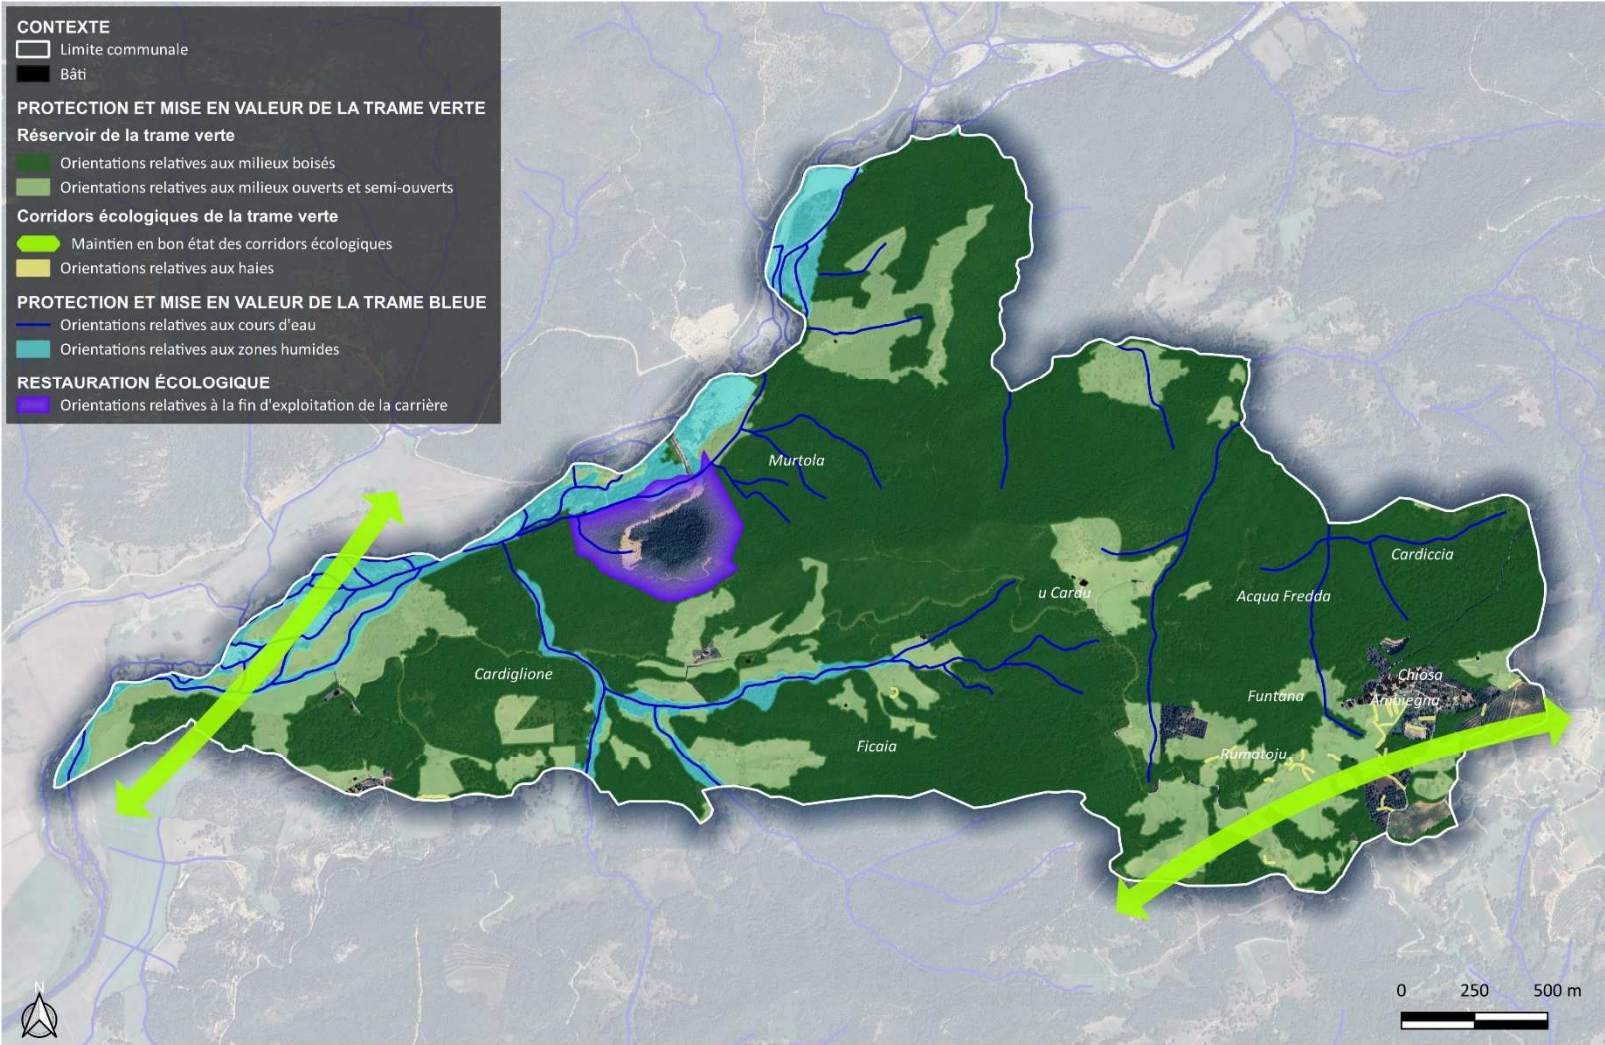 CONTEXTE
Limite communale
Bâti
PROTECTION ET MISE EN VALEUR DE LA TRAME VERTE
Réservoir de la trame verte
Orientations relatives aux milieux boisés
Orientations relatives aux milieux ouverts et semi-ouverts
Corridors écologiques de la trame verte
Maintien en bon état des corridors écologiques
Orientations relatives aux haies
PROTECTION ET MISE EN VALEUR DE LA TRAME BLEUE
Orientations relatives aux cours d'eau
Orientations relatives aux zones humides
RESTAURATION ÉCOLOGIQUE
Orientations relatives à la fin d'exploitation de la carrière
Murtola
Cardiccia
u Cardu
Acqua Fredda
Cardiglione
Chiosa
Funtana
Ambiegna
Ficaia
Rumatoju
N
0 250 500 m